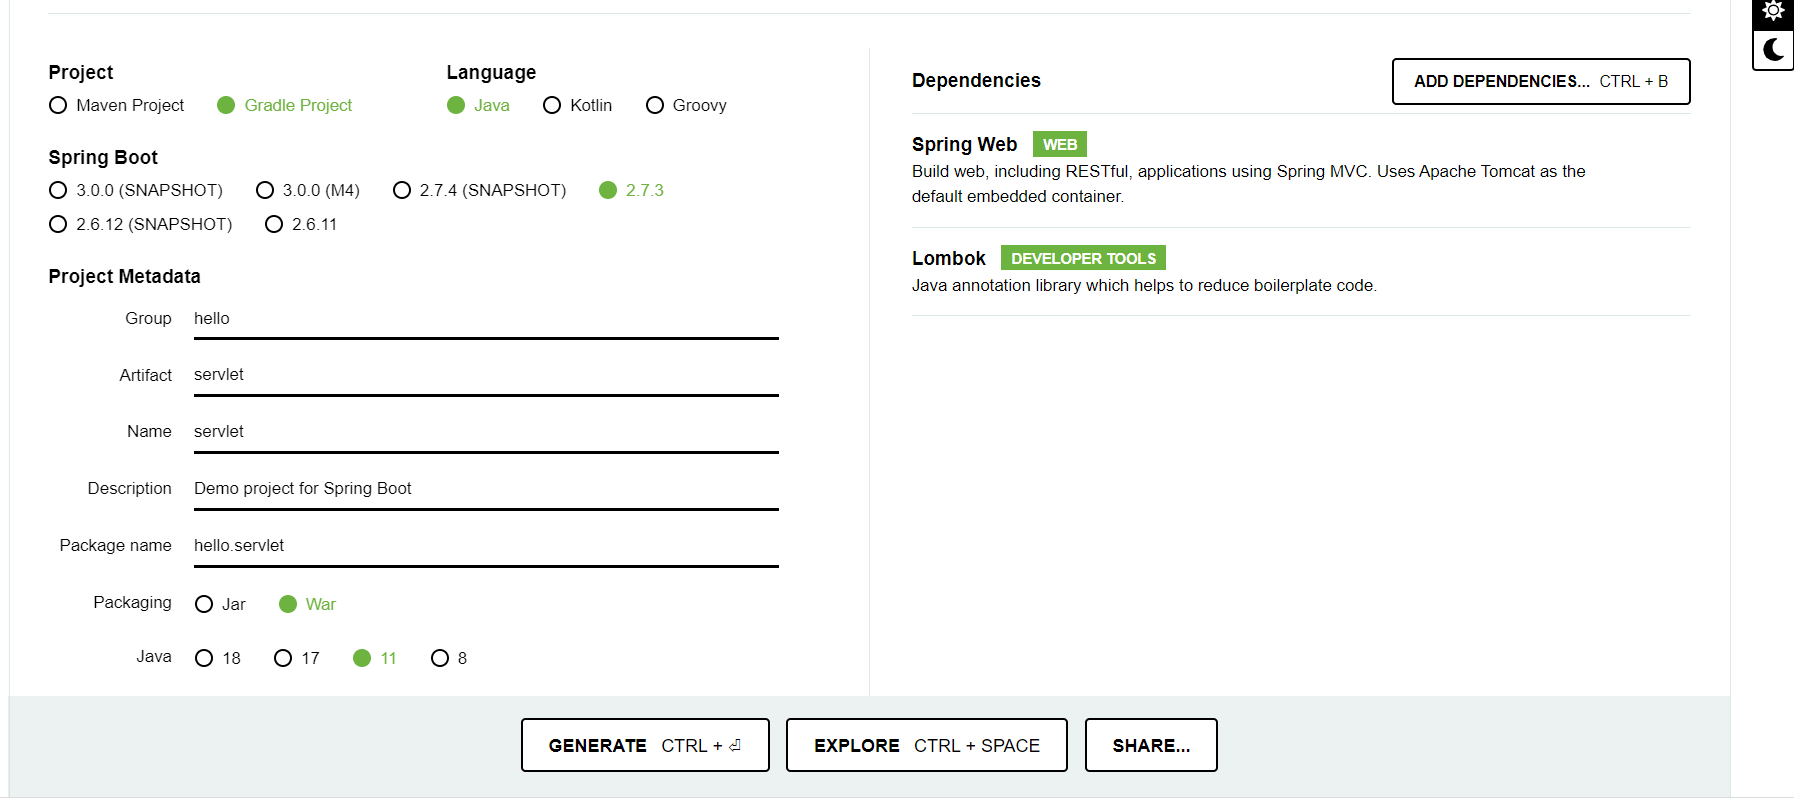 Project
Maven Project Gradle Project
Language
Java Kotlin Groovy
Spring Boot
3.0.0 (SNAPSHOT) 3.0.0 (M4) 2.7.4 (SNAPSHOT) 2.7.3
2.6.12 (SNAPSHOT) 2.6.11
Project Metadata
Group hello
Artifact servlet
Name servlet
Description Demo project for Spring Boot
Package name hello.servlet
Packaging Jar War
Java 18 17 11 8
Dependencies ADD DEPENDENCIES... CTRL + B
Spring Web WEB
Build web, including RESTful, applications using Spring MVC. Uses Apache Tomcat as the
default embedded container.
Lombok DEVELOPER TOOLS
Java annotation library which helps to reduce boilerplate code.
GENERATE CTRL + ⏎ EXPLORE CTRL + SPACE SHARE...